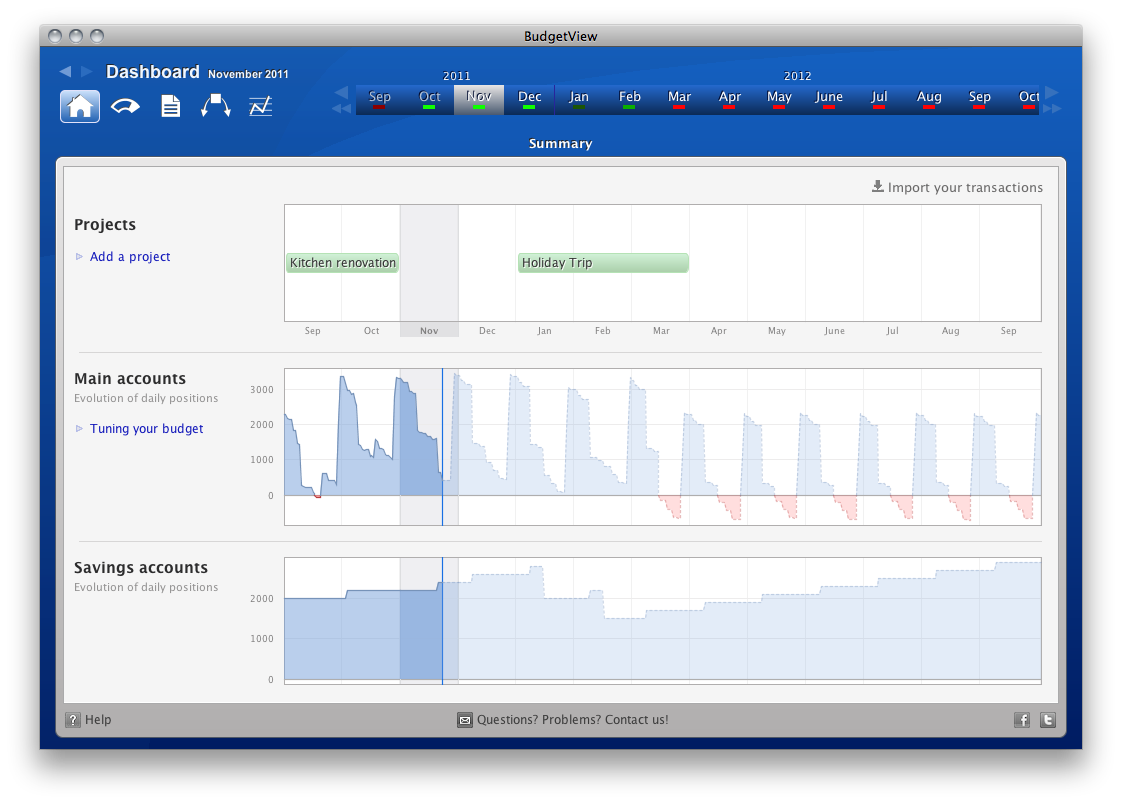 BudgetView
Dashboard November 2011
2011 2012
Sep Oct Nov Dec Jan Feb Mar Apr May June Jul Aug Sep Oct
Summary
Import your transactions
Projects
Add a project
Kitchen renovation Holiday Trip
Sep Oct Nov Dec Jan Feb Mar Apr May June Jul Aug Sep
Main accounts
Evolution of daily positions
Tuning your budget
3000
2000
1000
0
Savings accounts
Evolution of daily positions
2000
1000
0
? Help
Questions? Problems? Contact us!
f t